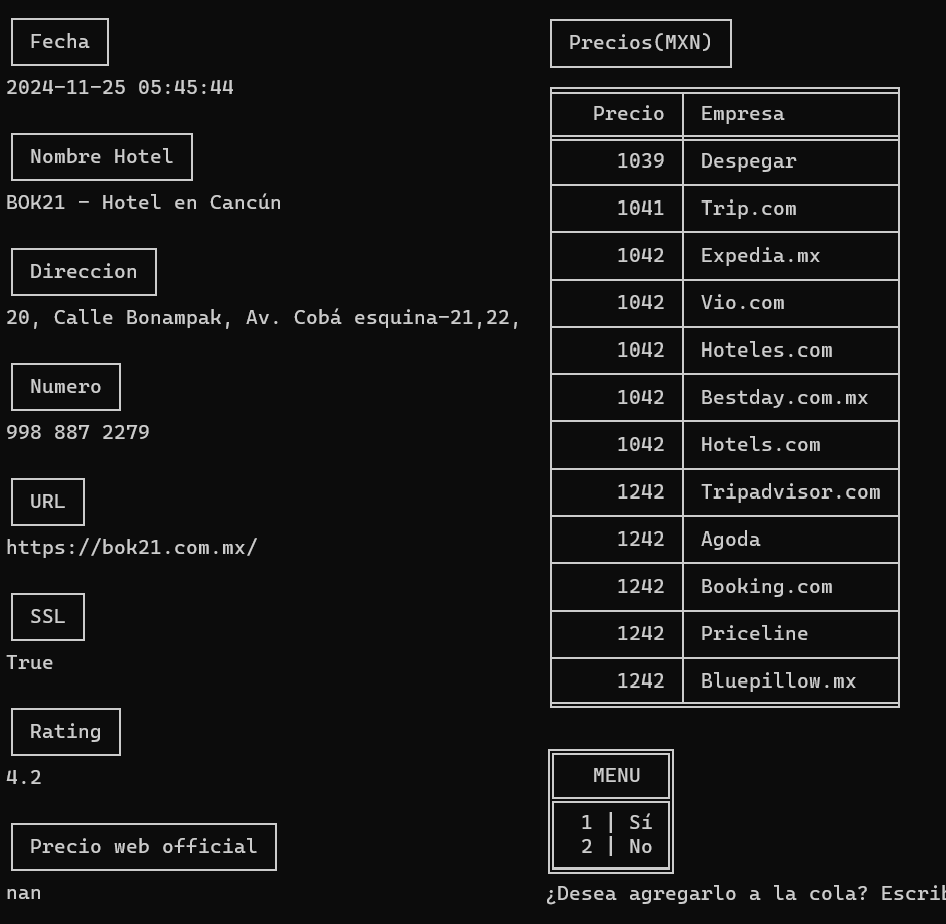 Fecha
2024-11-25 05:45:44
Nombre Hotel
BOK21 - Hotel en Cancún
Direccion
20, Calle Bonampak, Av. Cobá esquina-21,22,
Numero
998 887 2279
URL
https://bok21.com.mx/
SSL
True
Rating
4.2
Precio web official
nan
Precios(MXN)
Precio Empresa
1039 Despegar
1041 Trip.com
1042 Expedia.mx
1042 Vio.com
1042 Hoteles.com
1042 Bestday.com.mx
1042 Hotels.com
1242 Tripadvisor.com
1242 Agoda
1242 Booking.com
1242 Priceline
1242 Bluepillow.mx
MENU
1 | Sí
2 | No
¿Desea agregarlo a la cola?